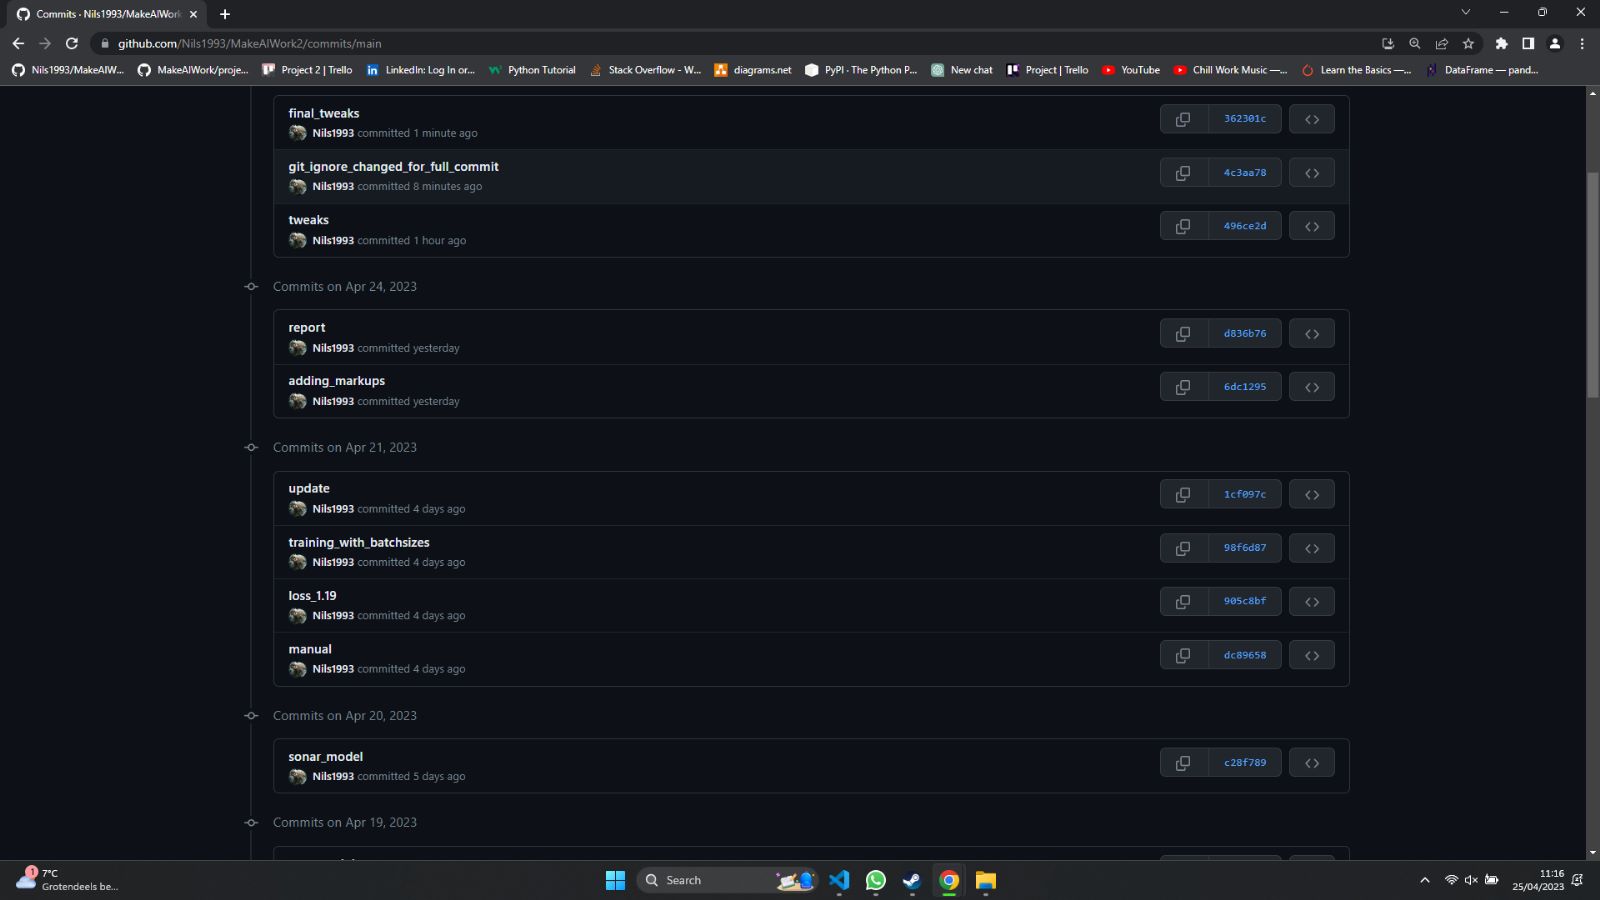 Commits · Nils1993/MakeAIWork
github.com/Nils1993/MakeAIWork2/commits/main
Nils1993/MakeAIW... MakeAIWork/proje... Project 2 | Trello LinkedIn: Log In or... Python Tutorial Stack Overflow - W... diagrams.net PyPI · The Python P... New chat Project | Trello YouTube Chill Work Music —... Learn the Basics —... DataFrame — pand...
final_tweaks
362301c
Nils1993 committed 1 minute ago
git_ignore_changed_for_full_commit
4c3aa78
Nils1993 committed 8 minutes ago
tweaks
496ce2d
Nils1993 committed 1 hour ago
Commits on Apr 24, 2023
report
d836b76
Nils1993 committed yesterday
adding_markups
6dc1295
Nils1993 committed yesterday
Commits on Apr 21, 2023
update
1cf097c
Nils1993 committed 4 days ago
training_with_batchsizes
98f6d87
Nils1993 committed 4 days ago
loss_1.19
905c8bf
Nils1993 committed 4 days ago
manual
dc89658
Nils1993 committed 4 days ago
Commits on Apr 20, 2023
sonar_model
c28f789
Nils1993 committed 5 days ago
Commits on Apr 19, 2023
1
7°C
Grotendeels be...
Search
11:16
25/04/2023